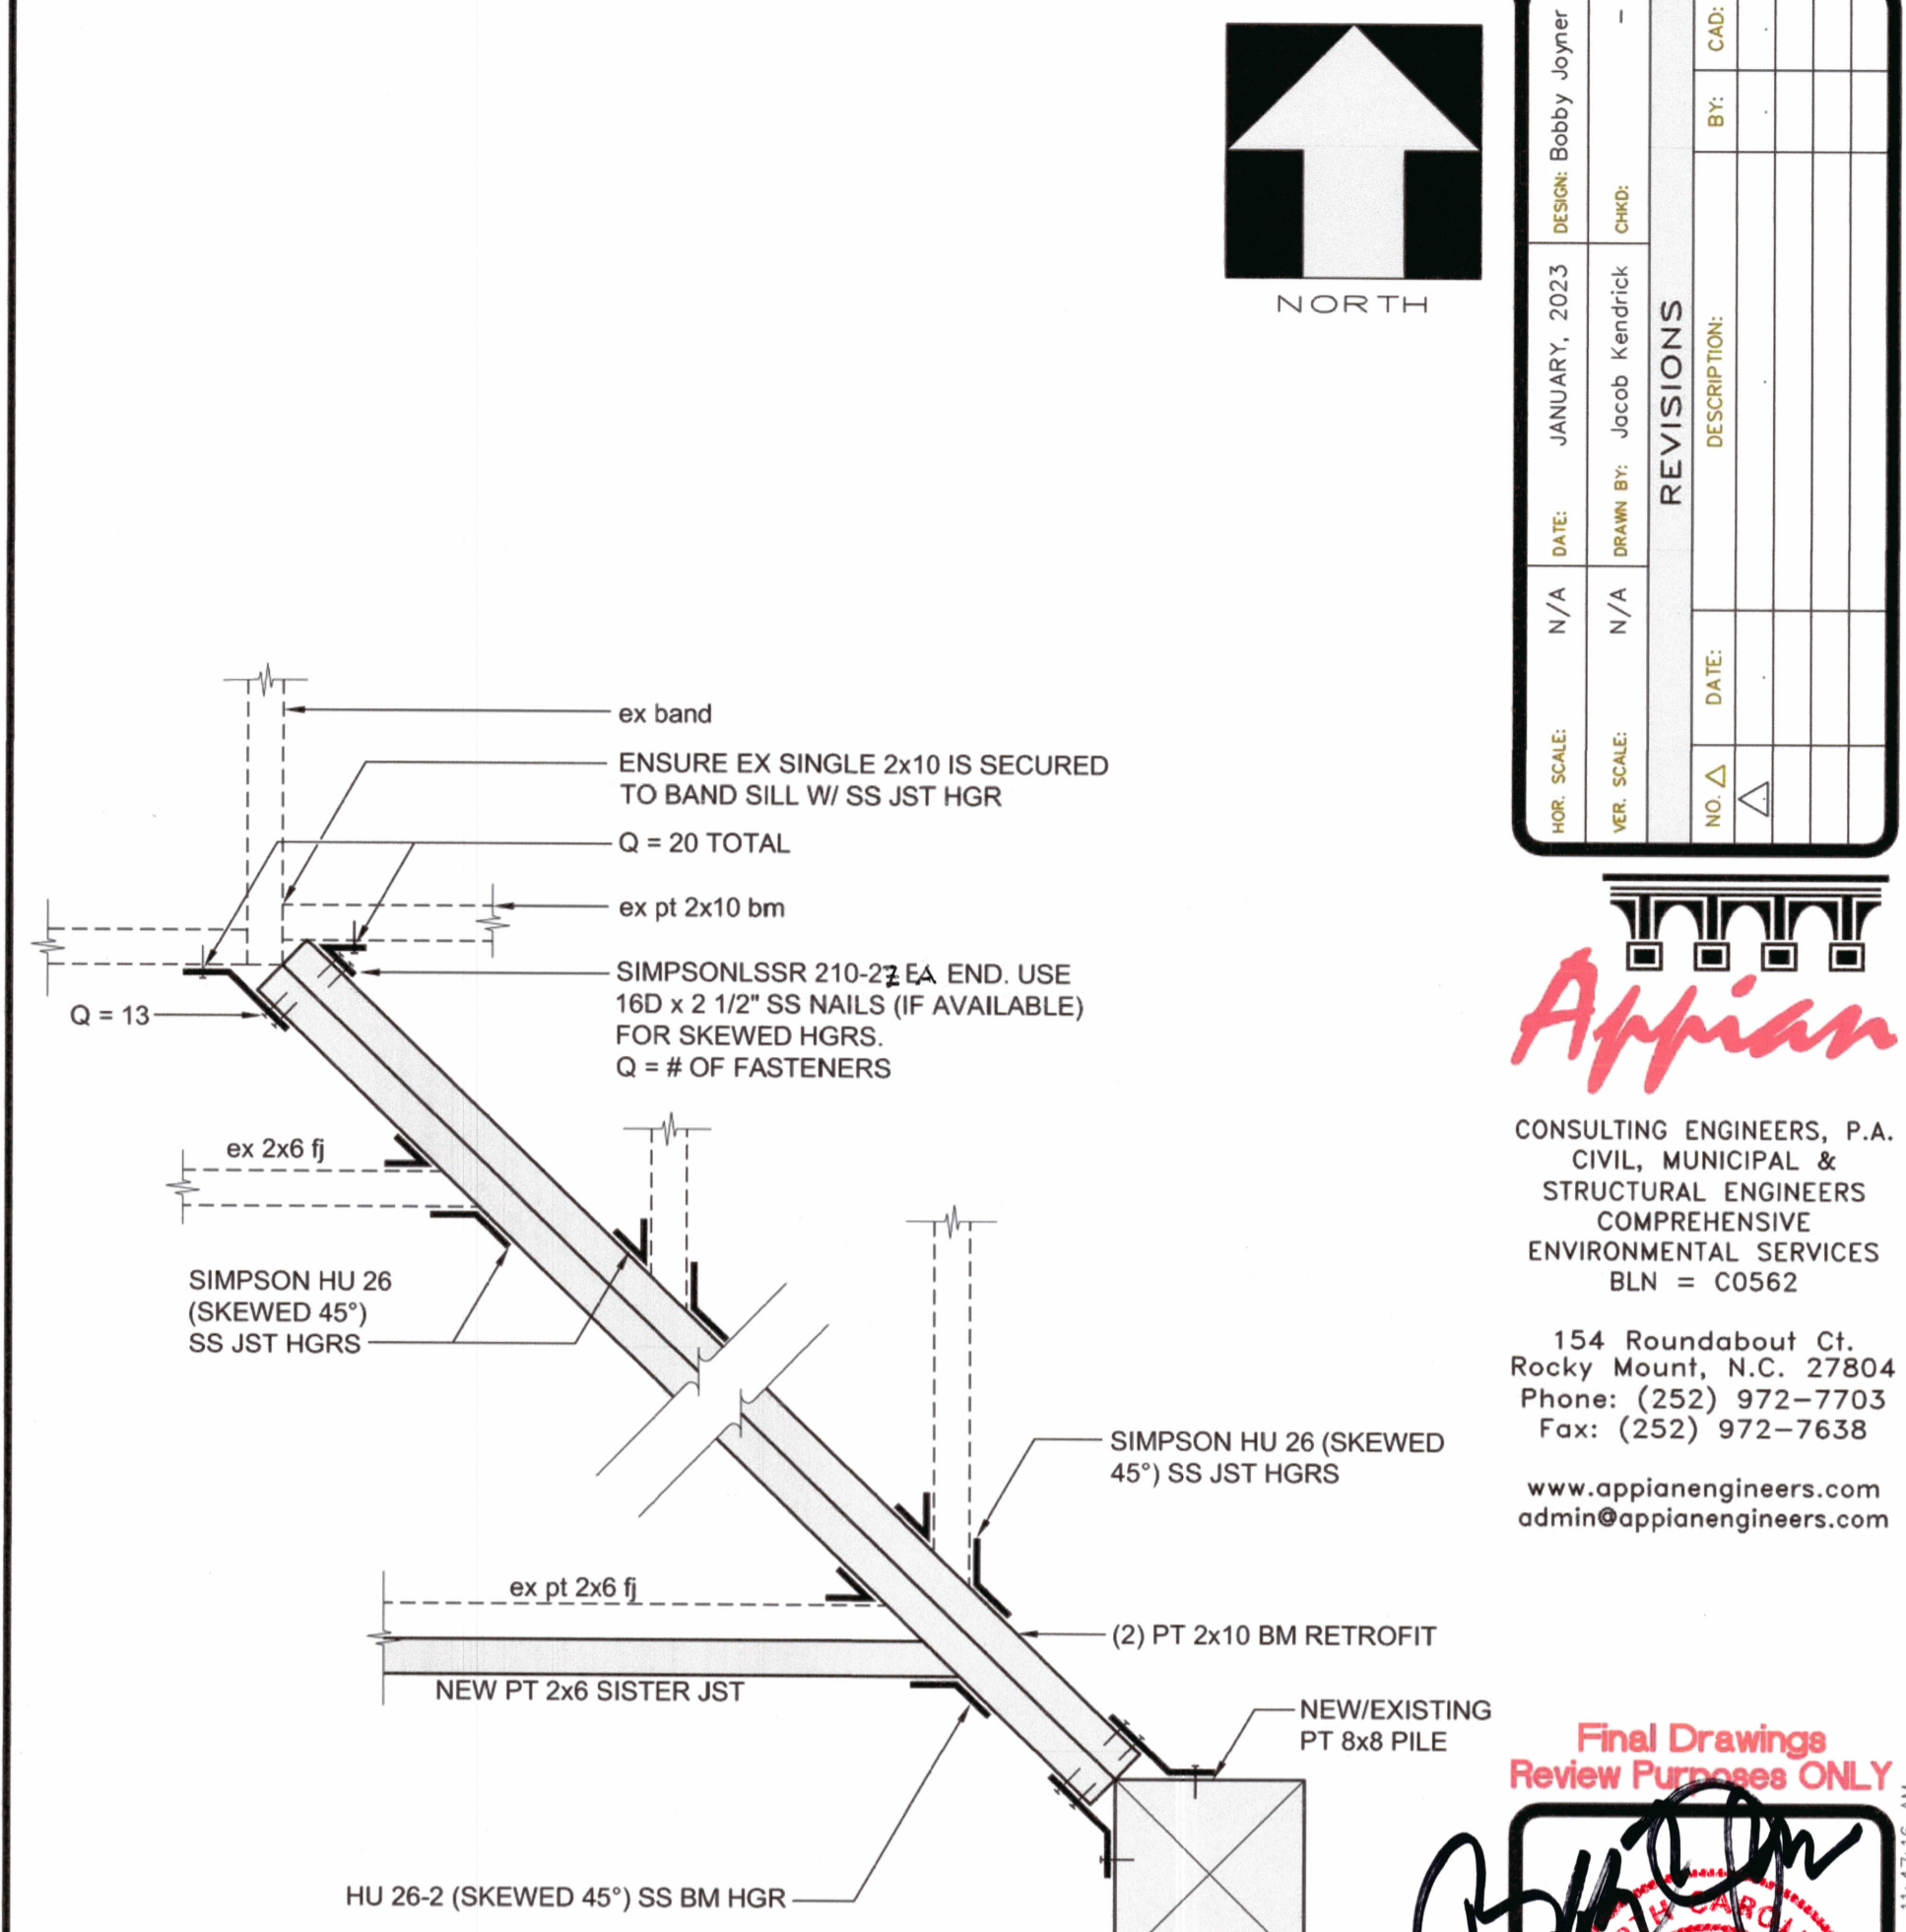 NORTH
HOR. SCALE: N/A DATE: JANUARY, 2023 DESIGN: Bobby Joyner
VER. SCALE: N/A DRAWN BY: Jacob Kendrick CHKD: –
REVISIONS
NO. DATE: DESCRIPTION: BY: CAD:
ex band
ENSURE EX SINGLE 2x10 IS SECURED
TO BAND SILL W/ SS JST HGR
Q = 20 TOTAL
ex pt 2x10 bm
SIMPSONLSSR 210-2Z EA END. USE
16D x 2 1/2" SS NAILS (IF AVAILABLE)
FOR SKEWED HGRS.
Q = # OF FASTENERS
Q = 13
ex 2x6 fj
SIMPSON HU 26
(SKEWED 45°)
SS JST HGRS
SIMPSON HU 26 (SKEWED
45°) SS JST HGRS
ex pt 2x6 fj
(2) PT 2x10 BM RETROFIT
NEW PT 2x6 SISTER JST
NEW/EXISTING
PT 8x8 PILE
HU 26-2 (SKEWED 45°) SS BM HGR
Appian
CONSULTING ENGINEERS, P.A.
CIVIL, MUNICIPAL &
STRUCTURAL ENGINEERS
COMPREHENSIVE
ENVIRONMENTAL SERVICES
BLN = C0562
154 Roundabout Ct.
Rocky Mount, N.C. 27804
Phone: (252) 972-7703
Fax: (252) 972-7638
www.appianengineers.com
admin@appianengineers.com
Final Drawings
Review Purposes ONLY